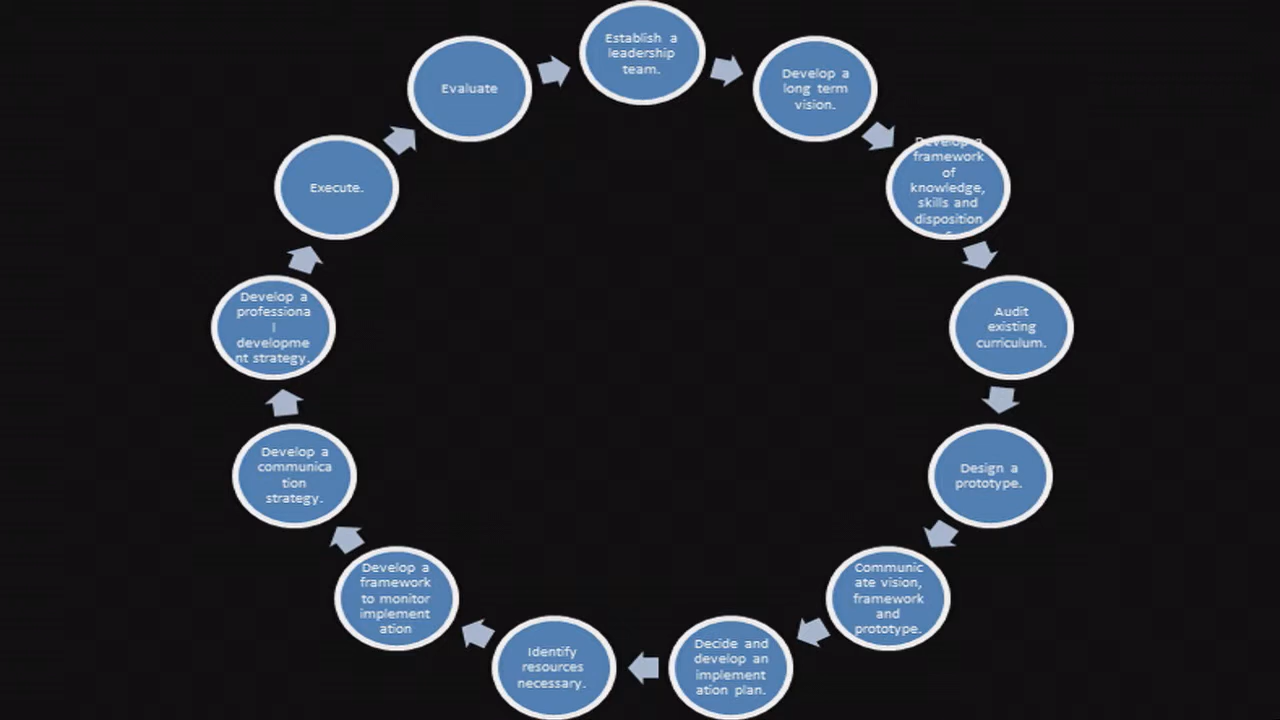 Establish a
leadership
team.
Develop a
long term
vision.
Develop a
framework
of
knowledge,
skills and
disposition
s
Audit
existing
curriculum.
Design a
prototype.
Communic
ate vision,
framework
and
prototype.
Decide and
develop an
implement
ation plan.
Identify
resources
necessary.
Develop a
framework
to monitor
implement
ation
Develop a
communica
tion
strategy.
Develop a
professiona
l
developme
nt strategy.
Execute.
Evaluate